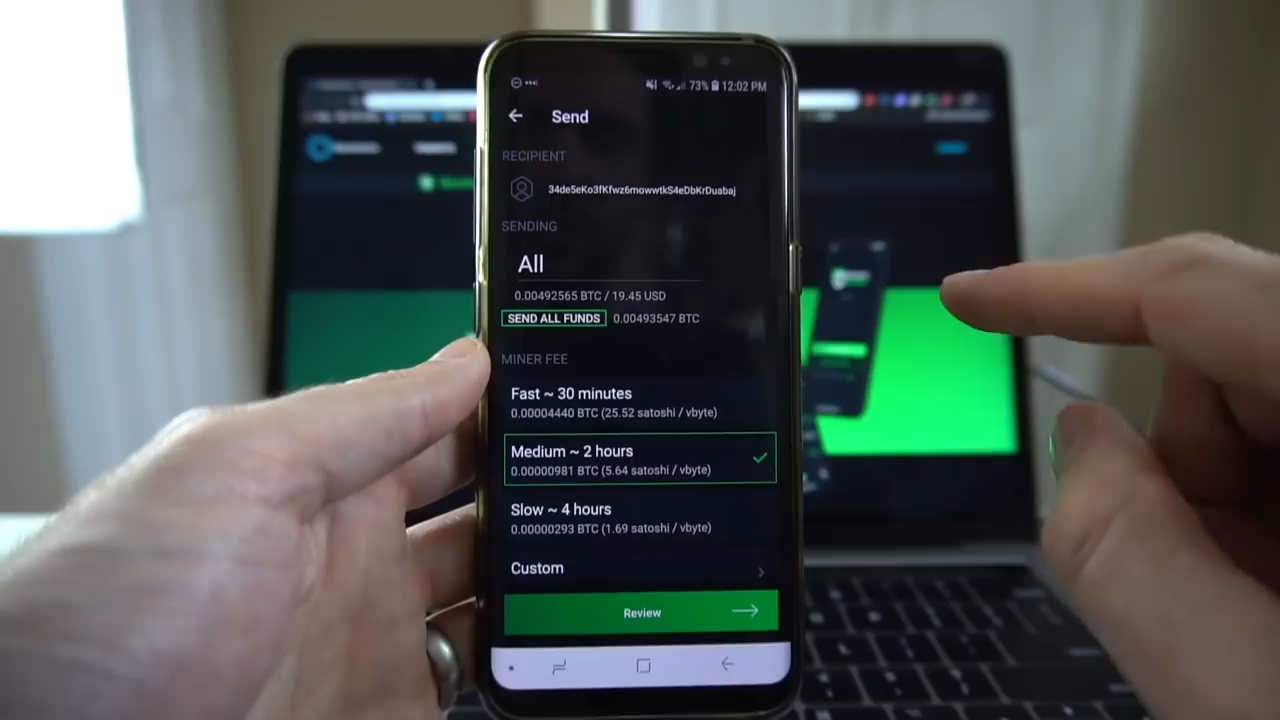 73% 12:02 PM
Send
RECIPIENT
34de5eKo3fKfwz6mowwtkS4eDbKrDuabaj
SENDING
All
0.00492565 BTC / 19.45 USD
SEND ALL FUNDS 0.00493547 BTC
MINER FEE
Fast ~ 30 minutes
0.00004440 BTC (25.52 satoshi / vbyte)
Medium ~ 2 hours
0.00000981 BTC (5.64 satoshi / vbyte)
Slow ~ 4 hours
0.00000293 BTC (1.69 satoshi / vbyte)
Custom
Review